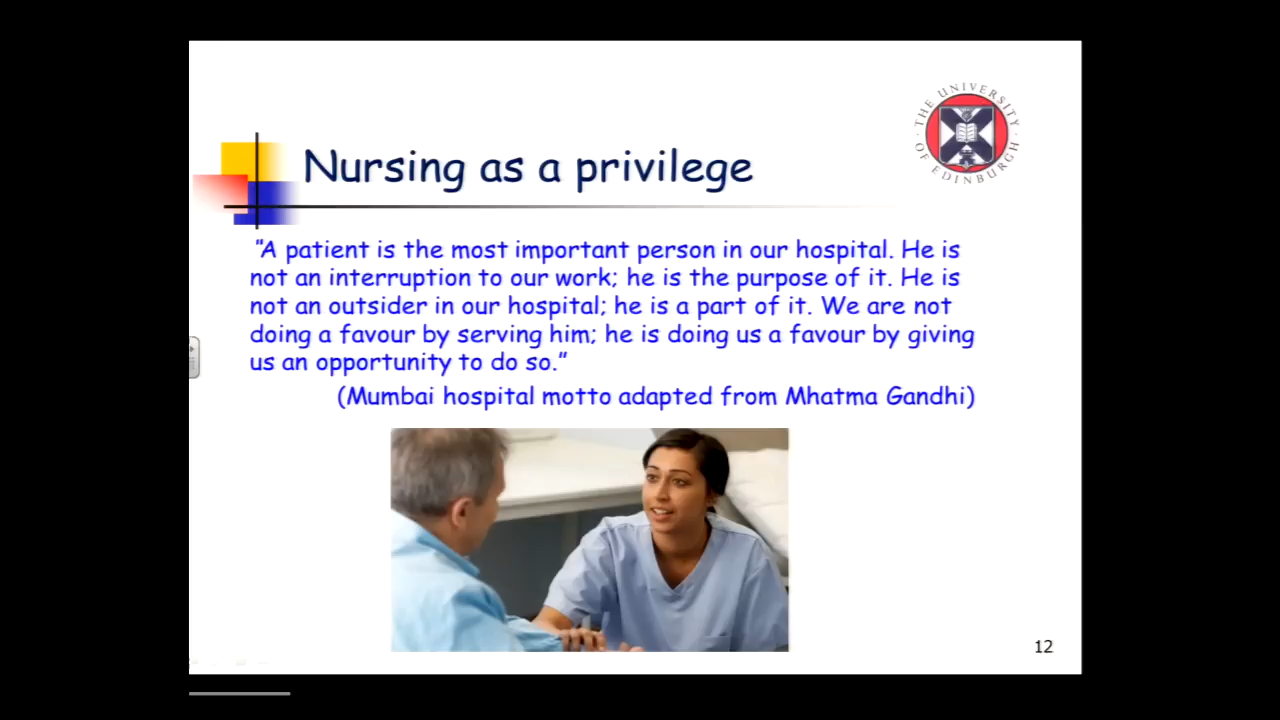 THE UNIVERSITY OF EDINBURGH
Nursing as a privilege
"A patient is the most important person in our hospital. He is
not an interruption to our work; he is the purpose of it. He is
not an outsider in our hospital; he is a part of it. We are not
doing a favour by serving him; he is doing us a favour by giving
us an opportunity to do so.”
(Mumbai hospital motto adapted from Mhatma Gandhi)
12